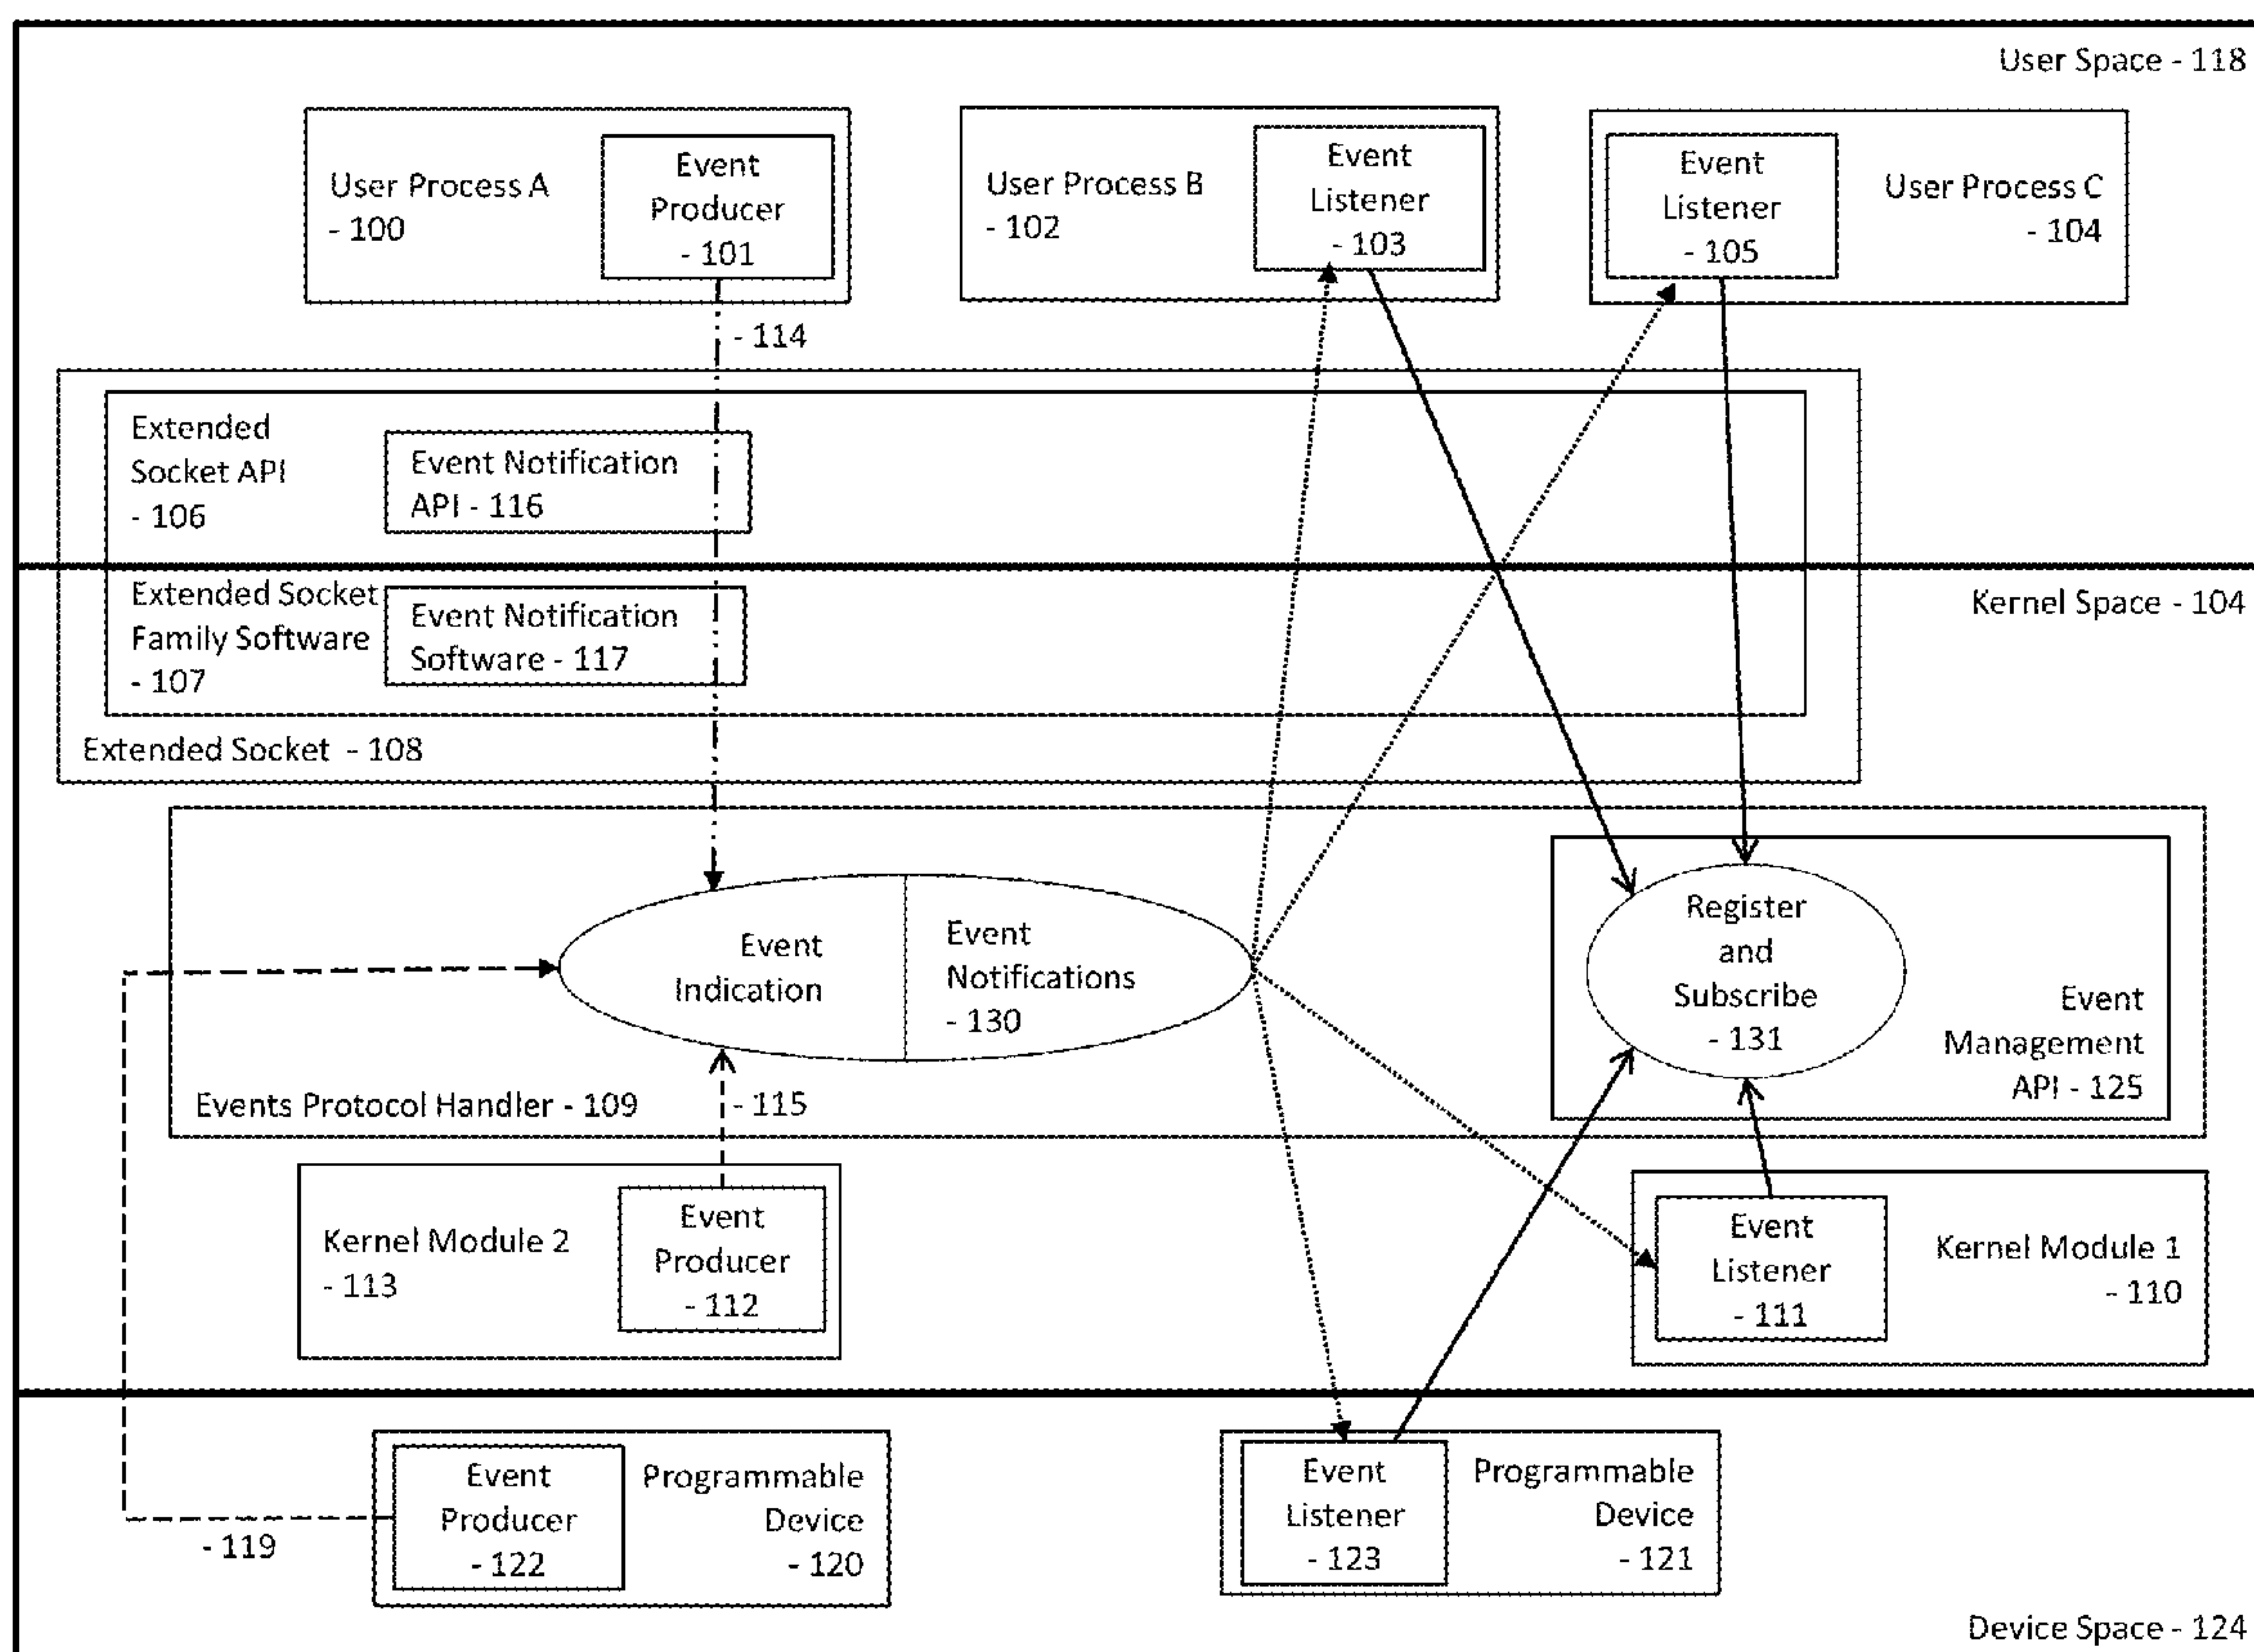 User Space - 118
User Process A
- 100
Event
Producer
- 101
User Process B
- 102
Event
Listener
- 103
Event
Listener
- 105
User Process C
- 104
- 114
Extended
Socket API
- 106
Event Notification
API - 116
Extended Socket
Family Software
- 107
Event Notification
Software - 117
Kernel Space - 104
Extended Socket - 108
Event
Indication
Event
Notifications
- 130
Register
and
Subscribe
- 131
Event
Management
API - 125
Events Protocol Handler - 109
- 115
Kernel Module 2
- 113
Event
Producer
- 112
Event
Listener
- 111
Kernel Module 1
- 110
- 119
Event
Producer
- 122
Programmable
Device
- 120
Event
Listener
- 123
Programmable
Device
- 121
Device Space - 124